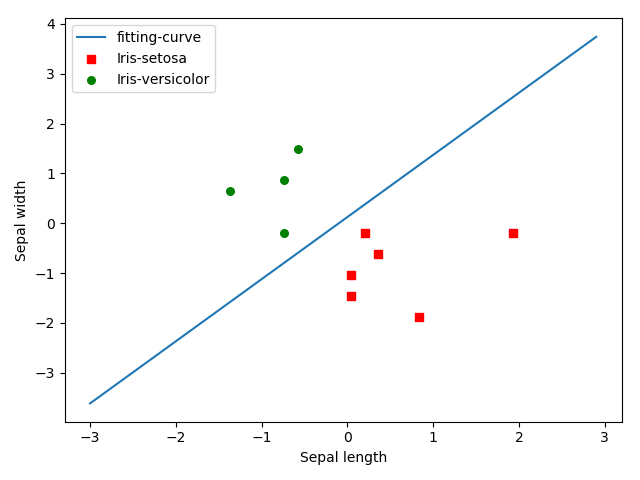 fitting-curve
Iris-setosa
Iris-versicolor
4
3
2
1
0
−1
−2
−3
Sepal width
−3 −2 −1 0 1 2 3
Sepal length